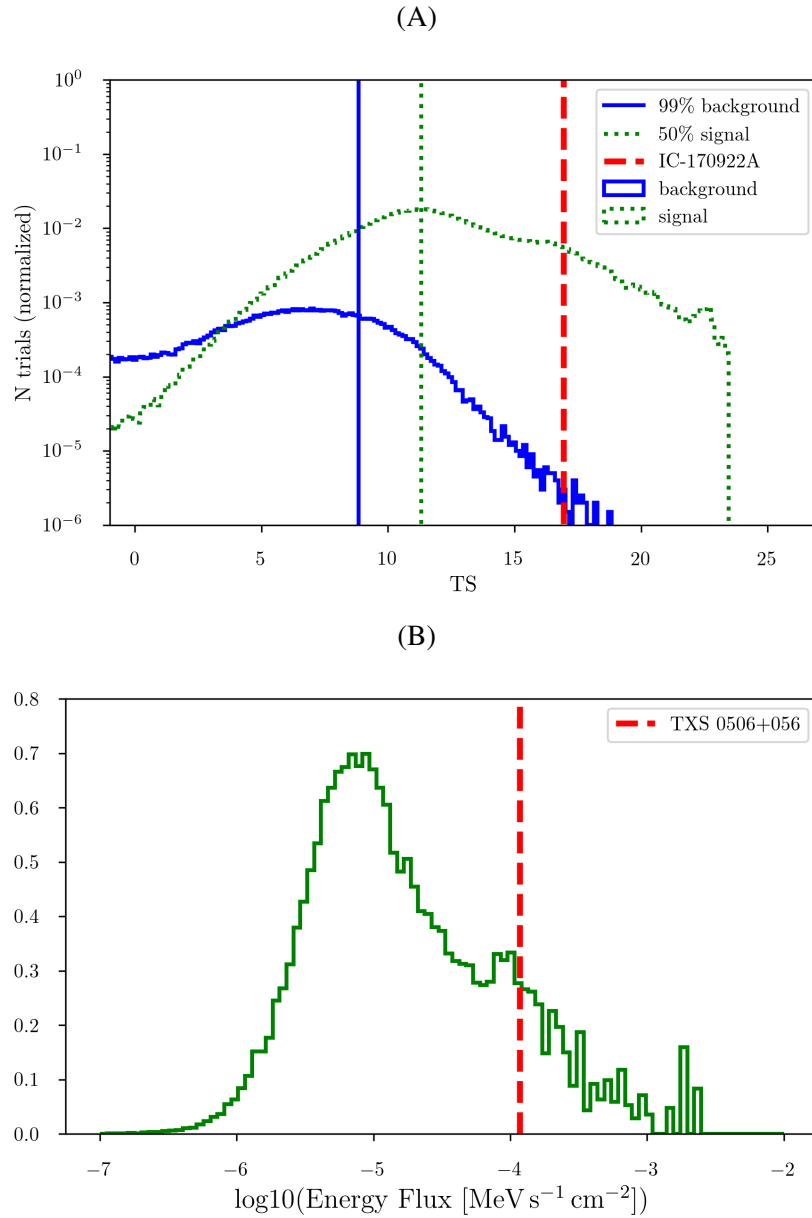 (A)
10⁰
10⁻¹
10⁻²
10⁻³
10⁻⁴
10⁻⁵
10⁻⁶
N trials (normalized)
99% background
50% signal
IC-170922A
background
signal
0 5 10 15 20 25
TS
(B)
0.8
0.7
0.6
0.5
0.4
0.3
0.2
0.1
0.0
TXS 0506+056
−7 −6 −5 −4 −3 −2
log10(Energy Flux [MeV s⁻¹ cm⁻²])